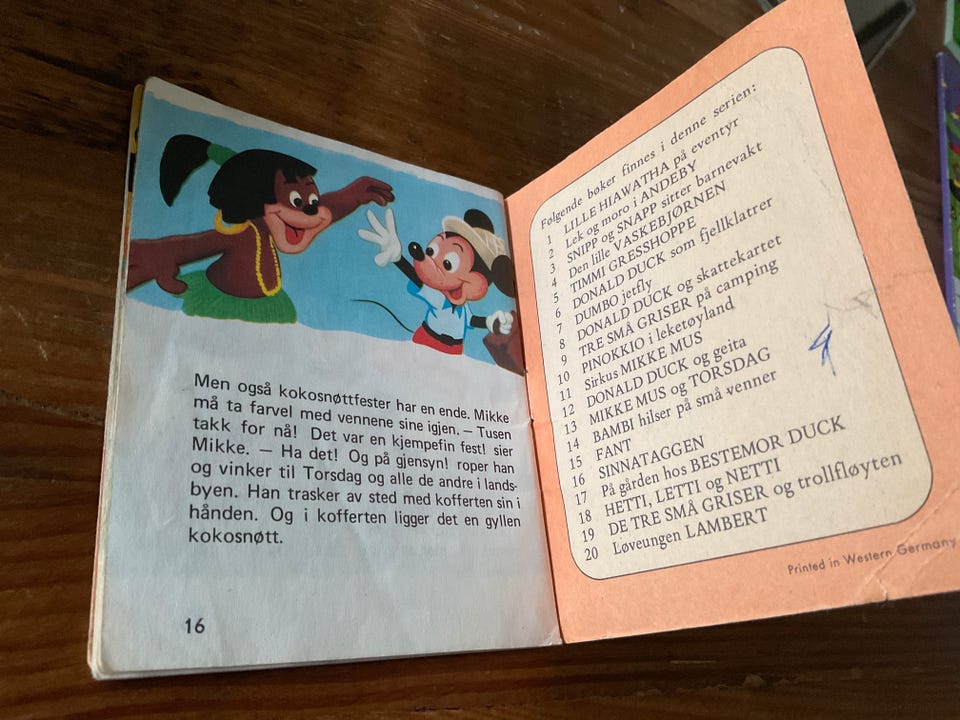 Men også kokosnøttfester har en ende. Mikke
må ta farvel med vennene sine igjen. – Tusen
takk for nå! Det var en kjempefin fest! sier
Mikke. – Ha det! Og på gjensyn! roper han
og vinker til Torsdag og alle de andre i lands-
byen. Han trasker av sted med kofferten sin i
hånden. Og i kofferten ligger det en gyllen
kokosnøtt.
16
Følgende bøker finnes i denne serien:
1 LILLE HIAWATHA på eventyr
2 Lek og moro i ANDEBY
3 SNIPP og SNAPP sitter barnevakt
4 Den lille VASKEBJØRNEN
5 TIMMI GRESSHOPPE
6 DONALD DUCK som fjellklatrer
7 DUMBO jetfly
8 DONALD DUCK og skattekartet
9 TRE SMÅ GRISER på camping
10 PINOKKIO i leketøyland
11 Sirkus MIKKE MUS
12 DONALD DUCK og geita
13 MIKKE MUS og TORSDAG
14 BAMBI hilser på små venner
15 FANT
16 SINNATAGGEN
17 På gården hos BESTEMOR DUCK
18 HETTI, LETTI og NETTI
19 DE TRE SMÅ GRISER og trollfløyten
20 Løveungen LAMBERT
Printed in Western Germany